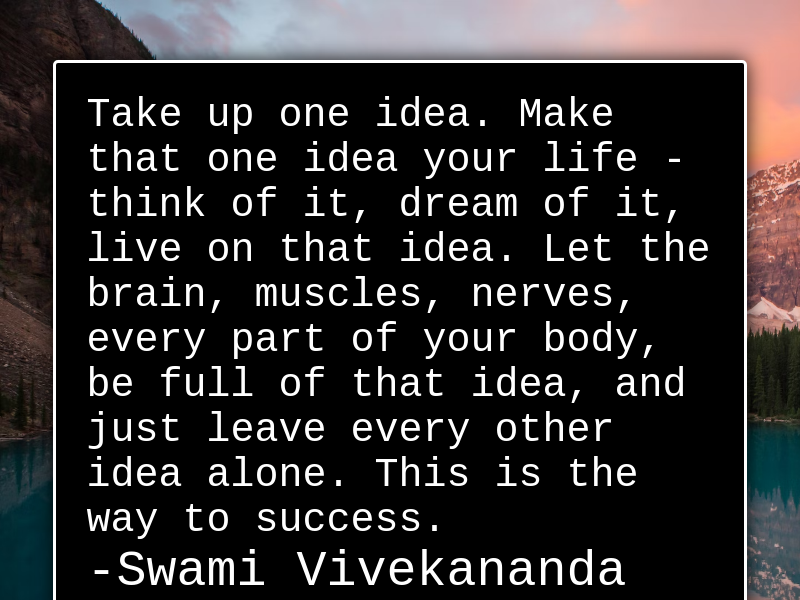 Take up one idea. Make
that one idea your life -
think of it, dream of it,
live on that idea. Let the
brain, muscles, nerves,
every part of your body,
be full of that idea, and
just leave every other
idea alone. This is the
way to success.
-Swami Vivekananda